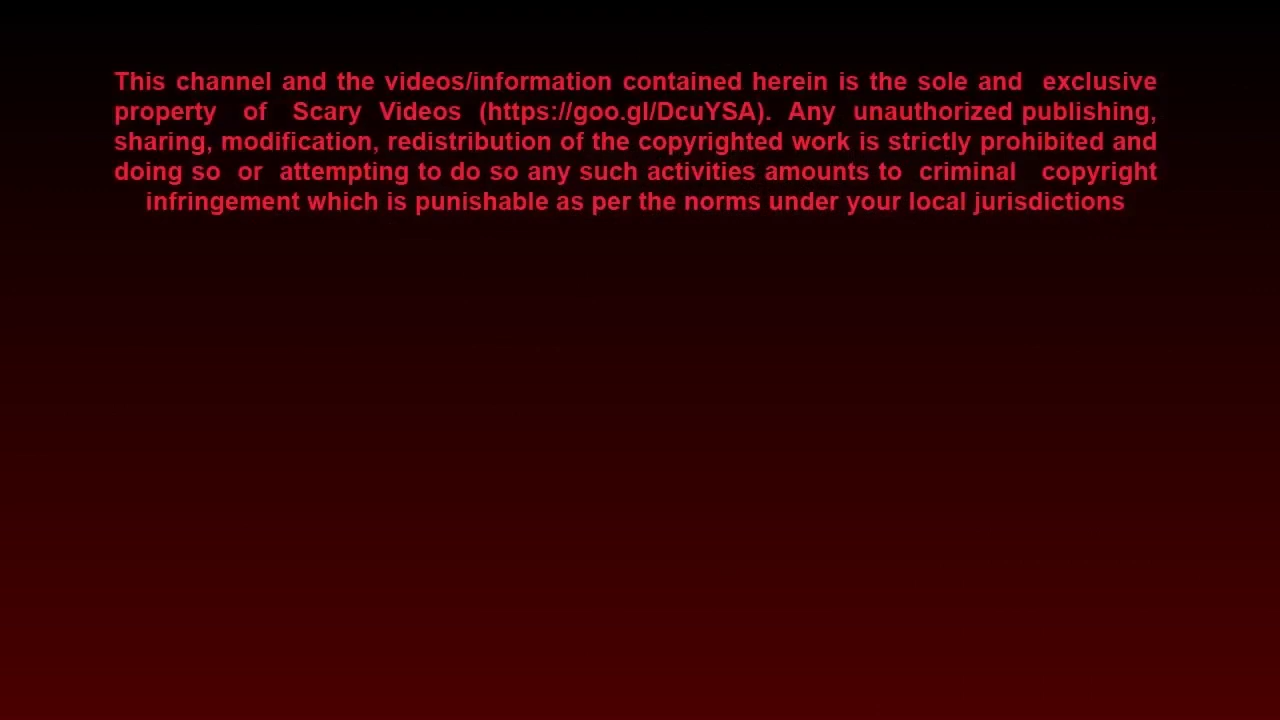 This channel and the videos/information contained herein is the sole and exclusive
property of Scary Videos (https://goo.gl/DcuYSA). Any unauthorized publishing,
sharing, modification, redistribution of the copyrighted work is strictly prohibited and
doing so or attempting to do so any such activities amounts to criminal copyright
infringement which is punishable as per the norms under your local jurisdictions